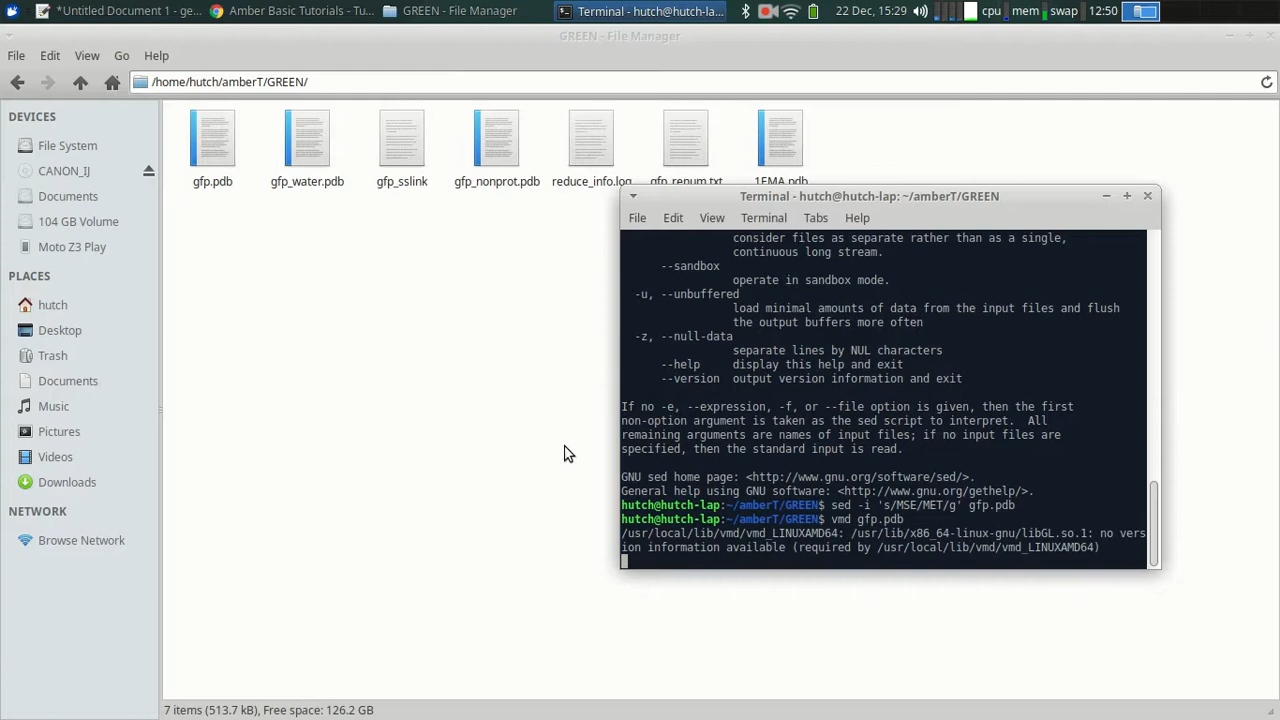 *Untitled Document 1 - ge...
Amber Basic Tutorials - Tu...
GREEN - File Manager
Terminal - hutch@hutch-la...
22 Dec, 15:29
cpu
mem
swap
12:50
GREEN - File Manager
File Edit View Go Help
/home/hutch/amberT/GREEN/
DEVICES
File System
CANON_IJ
Documents
104 GB Volume
Moto Z3 Play
PLACES
hutch
Desktop
Trash
Documents
Music
Pictures
Videos
Downloads
NETWORK
Browse Network
gfp.pdb
gfp_water.pdb
gfp_sslink
gfp_nonprot.pdb
reduce_info.log
gfp_renum.txt
1EMA.pdb
Terminal - hutch@hutch-lap: ~/amberT/GREEN
File Edit View Terminal Tabs Help
consider files as separate rather than as a single,
continuous long stream.
--sandbox
operate in sandbox mode.
-u, --unbuffered
load minimal amounts of data from the input files and flush
the output buffers more often
-z, --null-data
separate lines by NUL characters
--help display this help and exit
--version output version information and exit
If no -e, --expression, -f, or --file option is given, then the first
non-option argument is taken as the sed script to interpret. All
remaining arguments are names of input files; if no input files are
specified, then the standard input is read.
GNU sed home page: <http://www.gnu.org/software/sed/>.
General help using GNU software: <http://www.gnu.org/gethelp/>.
hutch@hutch-lap:~/amberT/GREEN$ sed -i 's/MSE/MET/g' gfp.pdb
hutch@hutch-lap:~/amberT/GREEN$ vmd gfp.pdb
/usr/local/lib/vmd/vmd_LINUXAMD64: /usr/lib/x86_64-linux-gnu/libGL.so.1: no vers
ion information available (required by /usr/local/lib/vmd/vmd_LINUXAMD64)
7 items (513.7 kB), Free space: 126.2 GB